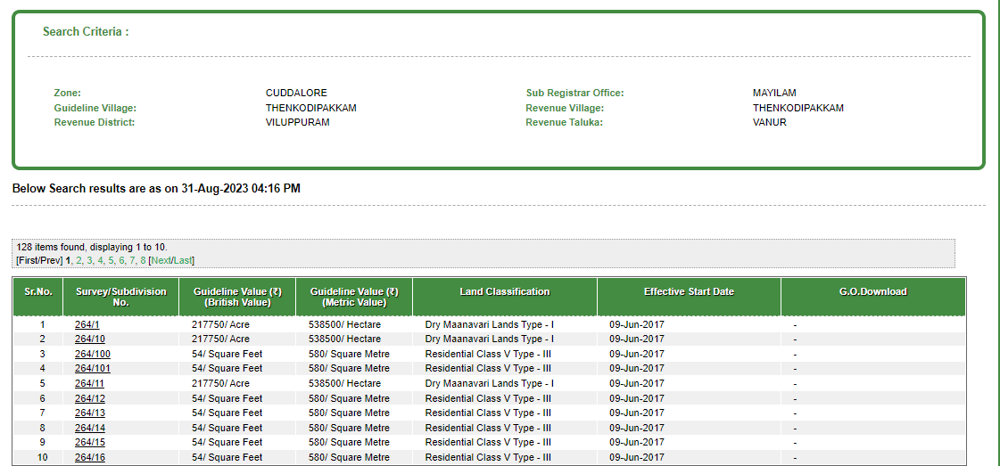 Search Criteria :
Zone: CUDDALORE Sub Registrar Office: MAYILAM
Guideline Village: THENKODIPAKKAM Revenue Village: THENKODIPAKKAM
Revenue District: VILUPPURAM Revenue Taluka: VANUR
Below Search results are as on 31-Aug-2023 04:16 PM
128 items found, displaying 1 to 10.
[First/Prev] 1, 2, 3, 4, 5, 6, 7, 8 [Next/Last]
Sr.No. Survey/Subdivision No. Guideline Value (₹) (British Value) Guideline Value (₹) (Metric Value) Land Classification Effective Start Date G.O.Download
1 264/1 217750/ Acre 538500/ Hectare Dry Maanavari Lands Type - I 09-Jun-2017 -
2 264/10 217750/ Acre 538500/ Hectare Dry Maanavari Lands Type - I 09-Jun-2017 -
3 264/100 54/ Square Feet 580/ Square Metre Residential Class V Type - III 09-Jun-2017 -
4 264/101 54/ Square Feet 580/ Square Metre Residential Class V Type - III 09-Jun-2017 -
5 264/11 217750/ Acre 538500/ Hectare Dry Maanavari Lands Type - I 09-Jun-2017 -
6 264/12 54/ Square Feet 580/ Square Metre Residential Class V Type - III 09-Jun-2017 -
7 264/13 54/ Square Feet 580/ Square Metre Residential Class V Type - III 09-Jun-2017 -
8 264/14 54/ Square Feet 580/ Square Metre Residential Class V Type - III 09-Jun-2017 -
9 264/15 54/ Square Feet 580/ Square Metre Residential Class V Type - III 09-Jun-2017 -
10 264/16 54/ Square Feet 580/ Square Metre Residential Class V Type - III 09-Jun-2017 -